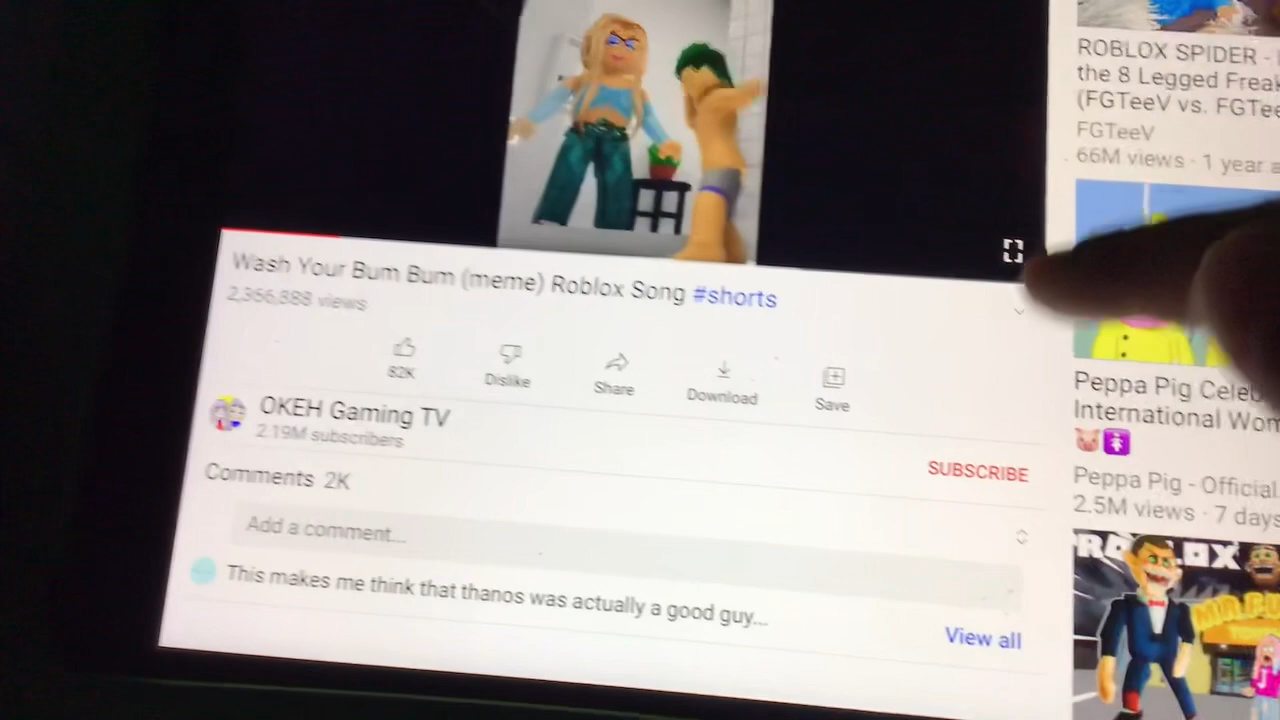 Wash Your Bum Bum (meme) Roblox Song #shorts
2,366,888 views
82K
Dislike
Share
Download
Save
OKEH Gaming TV
2.19M subscribers
SUBSCRIBE
Comments 2K
Add a comment...
This makes me think that thanos was actually a good guy...
View all
ROBLOX SPIDER -
the 8 Legged Freak
(FGTeeV vs. FGTee
FGTeeV
66M views · 1 year a
Peppa Pig Celeb
International Wom
Peppa Pig - Official
2.5M views · 7 days